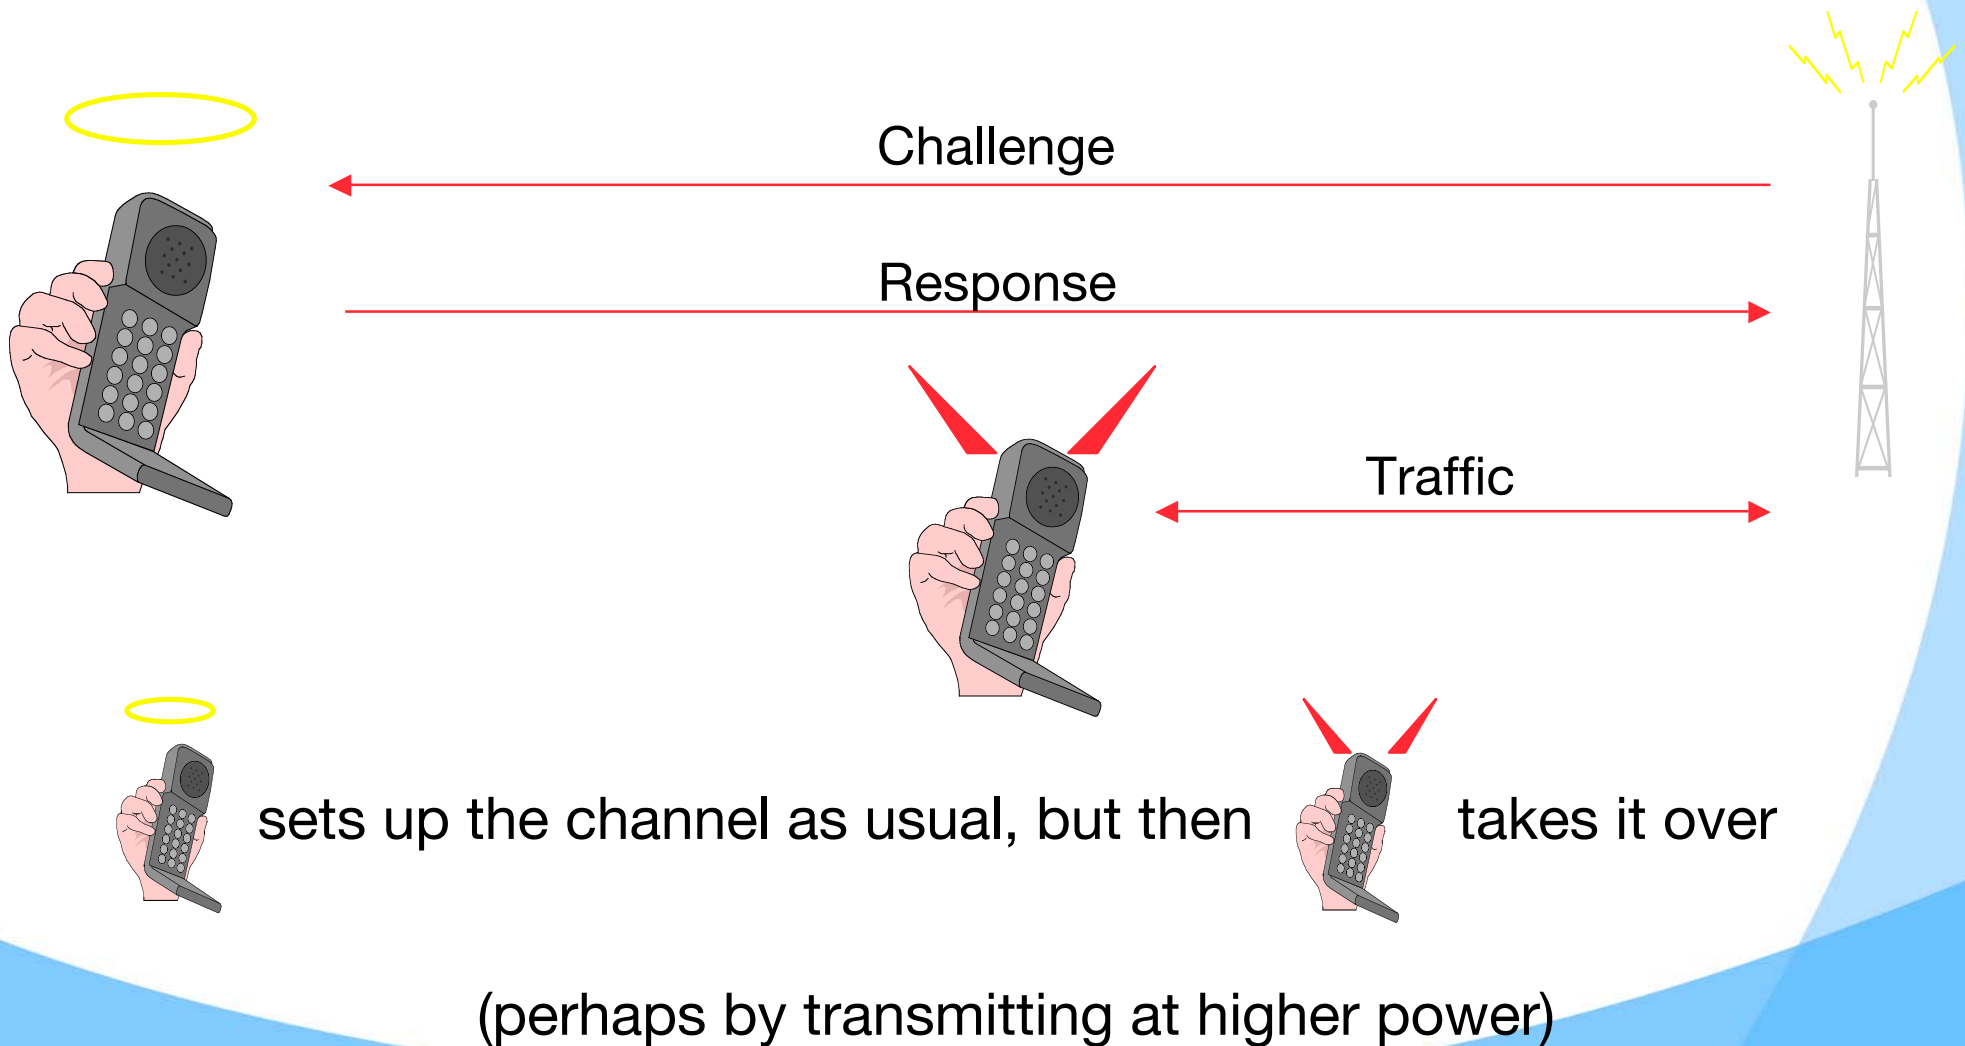 Challenge
Response
Traffic
sets up the channel as usual, but then takes it over
(perhaps by transmitting at higher power)